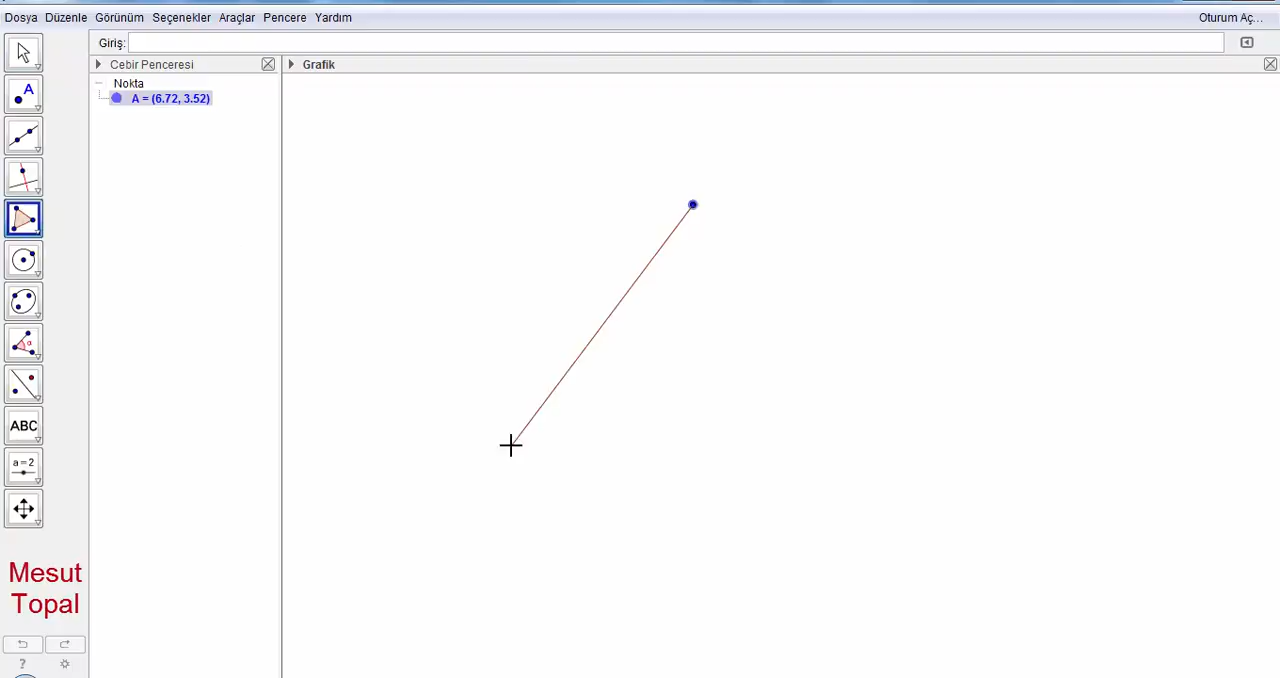 Dosya Düzenle Görünüm Seçenekler Araçlar Pencere Yardım Oturum Aç...
Giriş:
Cebir Penceresi
Grafik
Nokta
A = (6.72, 3.52)
A
α
ABC
a = 2
Mesut
Topal
?